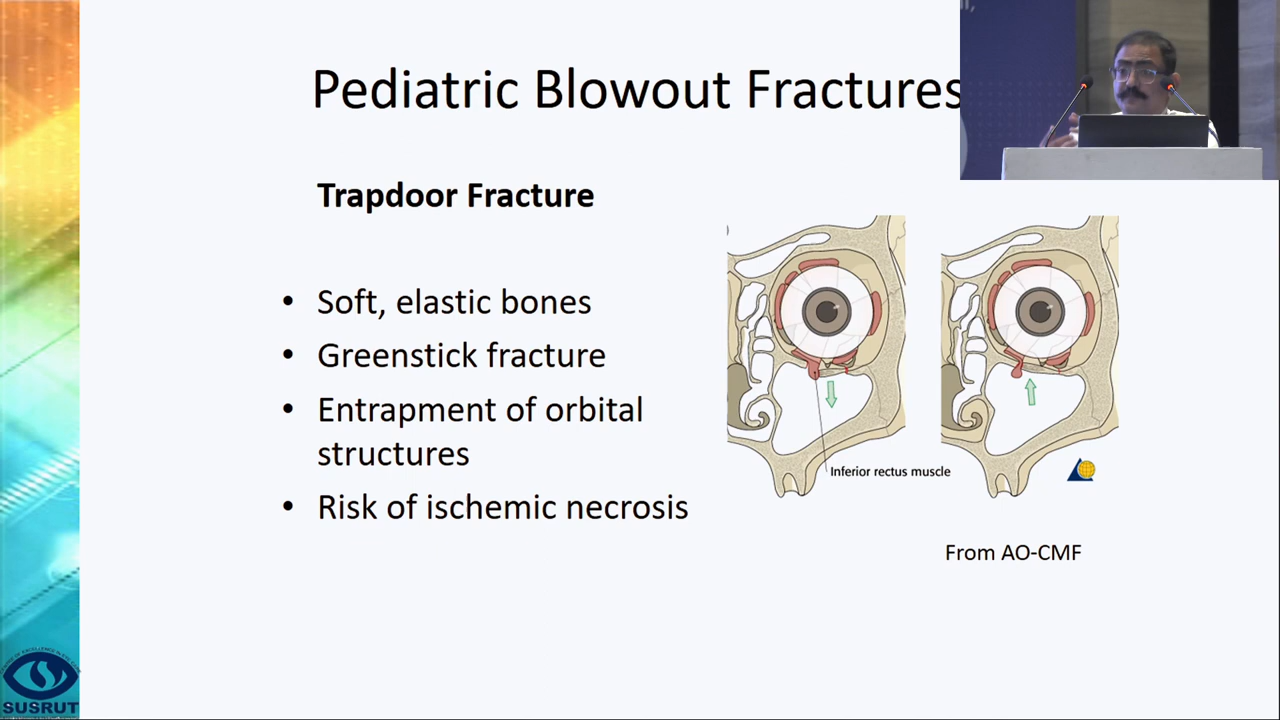 Pediatric Blowout Fractures
Trapdoor Fracture
• Soft, elastic bones
• Greenstick fracture
• Entrapment of orbital
structures
• Risk of ischemic necrosis
Inferior rectus muscle
From AO-CMF
SUSRUT